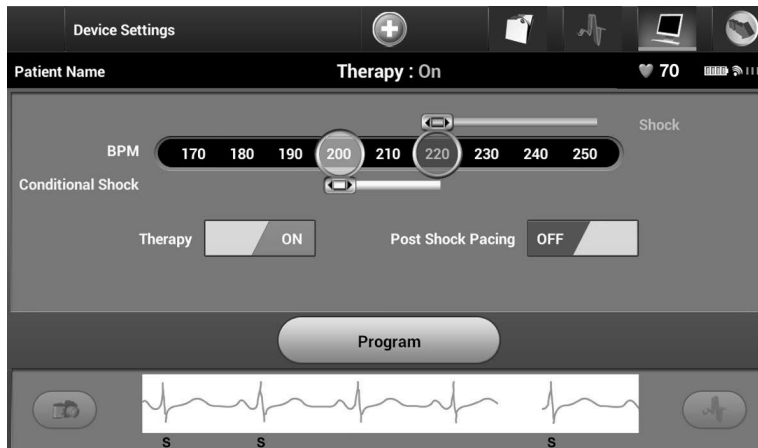 Device Settings
Patient Name Therapy : On 70
Shock
BPM 170 180 190 200 210 220 230 240 250
Conditional Shock
Therapy ON Post Shock Pacing OFF
Program
S S S